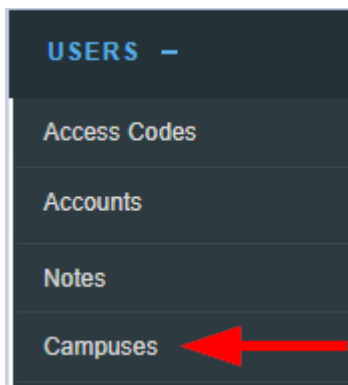 USERS –
Access Codes
Accounts
Notes
Campuses